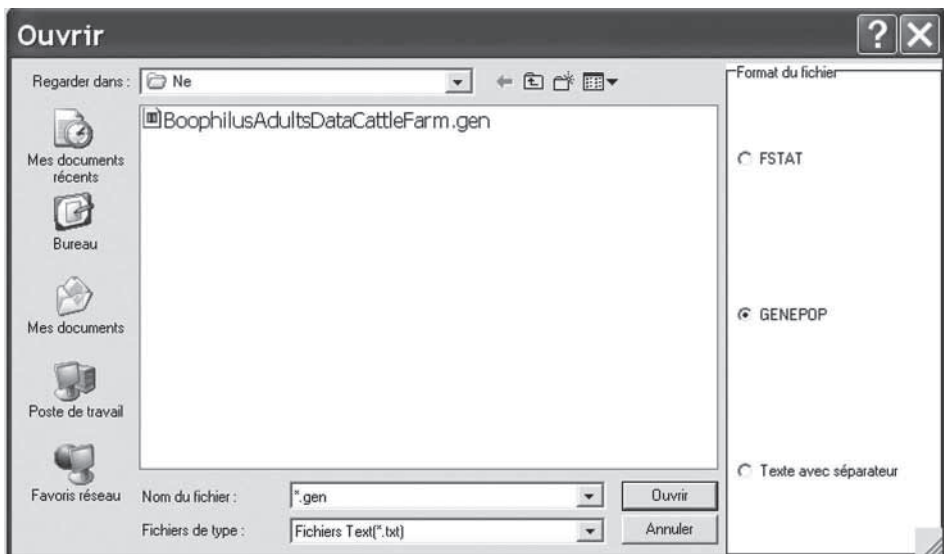 Ouvrir
Regarder dans :
Ne
Format du fichier
BoophilusAdultsDataCattleFarm.gen
Mes documents
récents
FSTAT
Bureau
Mes documents
GENEPOP
Poste de travail
Favoris réseau
Texte avec séparateur
Nom du fichier :
*.gen
Ouvrir
Fichiers de type :
Fichiers Text(*.txt)
Annuler